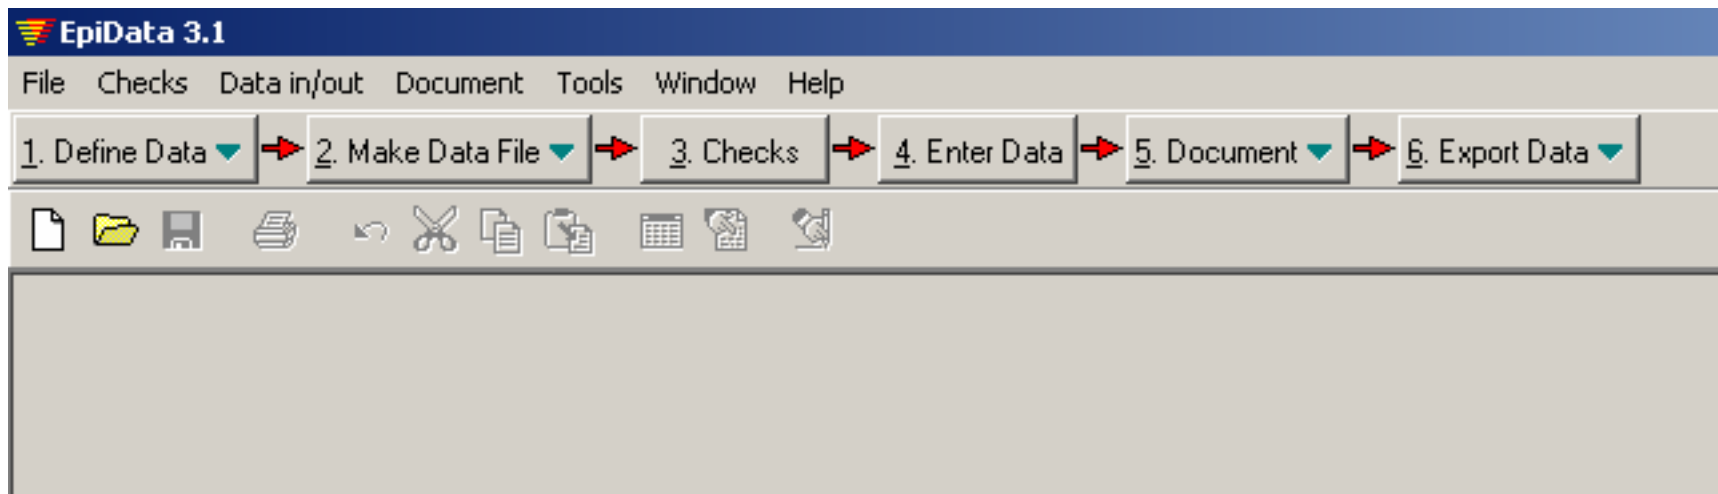 EpiData 3.1
File Checks Data in/out Document Tools Window Help
1. Define Data 2. Make Data File 3. Checks 4. Enter Data 5. Document 6. Export Data